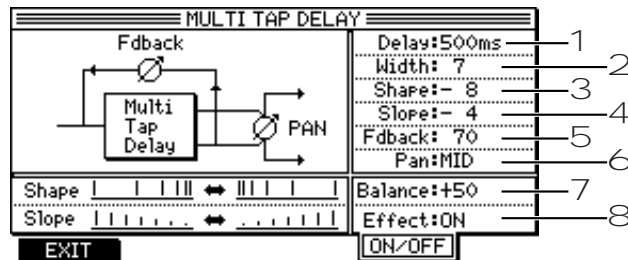 MULTI TAP DELAY
Fdback
Multi
Tap
Delay
PAN
Delay:500ms 1
Width: 7 2
Shape:- 8 3
Slope:- 4 4
Fdback: 70 5
Pan:MID 6
Shape
Slope
Balance:+50 7
Effect:ON 8
EXIT
ON/OFF